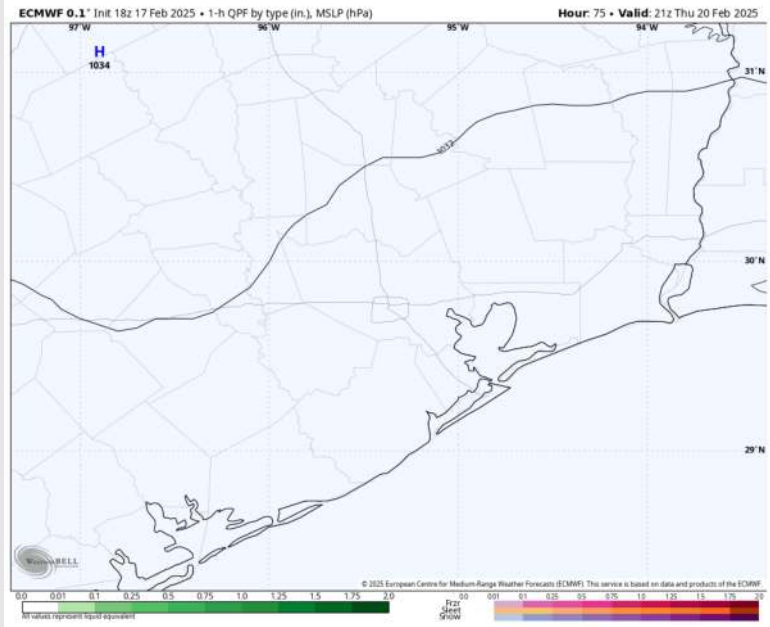 ECMWF 0.1° Init 18z 17 Feb 2025 • 1-h QPF by type (in.), MSLP (hPa) Hour: 75 • Valid: 21z Thu 20 Feb 2025
97°W 96°W 95°W 94°W
H
1034
31°N
1032
30°N
29°N
WEATHERBELL
© 2025 European Centre for Medium-Range Weather Forecasts (ECMWF). This service is based on data and products of the ECMWF.
0.0 0.01 0.1 0.25 0.5 0.75 1.0 1.25 1.5 1.75 2.0 0.0 0.01 0.1 0.25 0.5 0.75 1.0 1.25 1.5 1.75 2.0
Frzr
Sleet
Snow
All values represent liquid equivalent